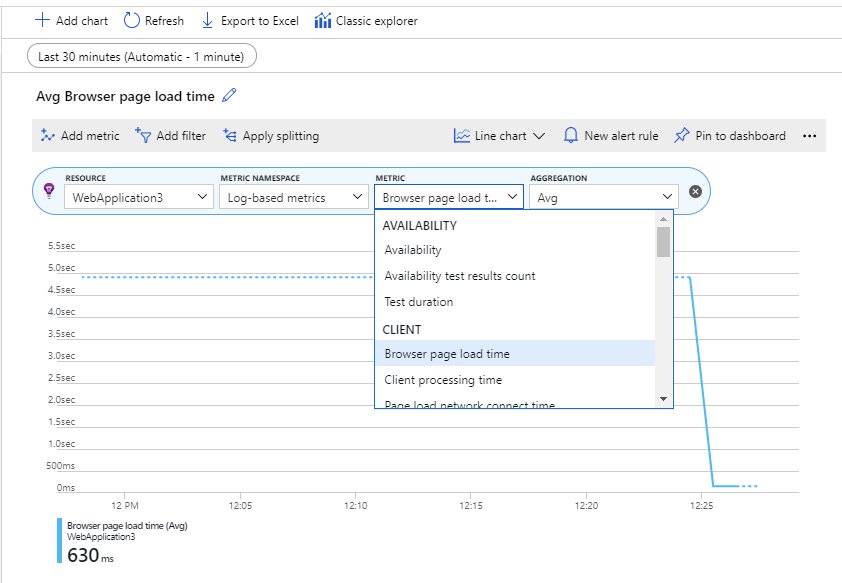 Add chart Refresh Export to Excel Classic explorer
Last 30 minutes (Automatic - 1 minute)
Avg Browser page load time
Add metric Add filter Apply splitting Line chart New alert rule Pin to dashboard ...
RESOURCE METRIC NAMESPACE METRIC AGGREGATION
WebApplication3 Log-based metrics Browser page load t... Avg
AVAILABILITY
Availability
Availability test results count
Test duration
CLIENT
Browser page load time
Client processing time
Page load network connect time
5.5sec
5.0sec
4.5sec
4.0sec
3.5sec
3.0sec
2.5sec
2.0sec
1.5sec
1.0sec
500ms
0ms
12 PM 12:05 12:10 12:15 12:20 12:25
Browser page load time (Avg)
WebApplication3
630 ms